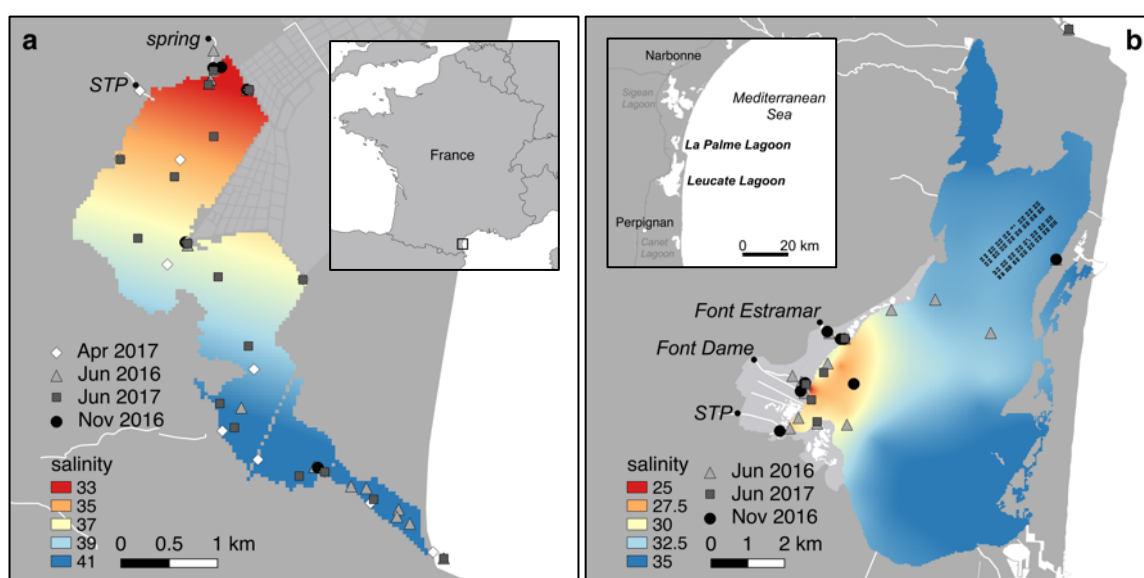 a
spring
STP
France
Apr 2017
Jun 2016
Jun 2017
Nov 2016
salinity
33
35
37
39
41
0 0.5 1 km
b
Narbonne
Sigean
Lagoon
Mediterranean
Sea
La Palme Lagoon
Leucate Lagoon
Perpignan
Canet
Lagoon
0 20 km
Font Estramar
Font Dame
STP
salinity
25
27.5
30
32.5
35
Jun 2016
Jun 2017
Nov 2016
0 1 2 km